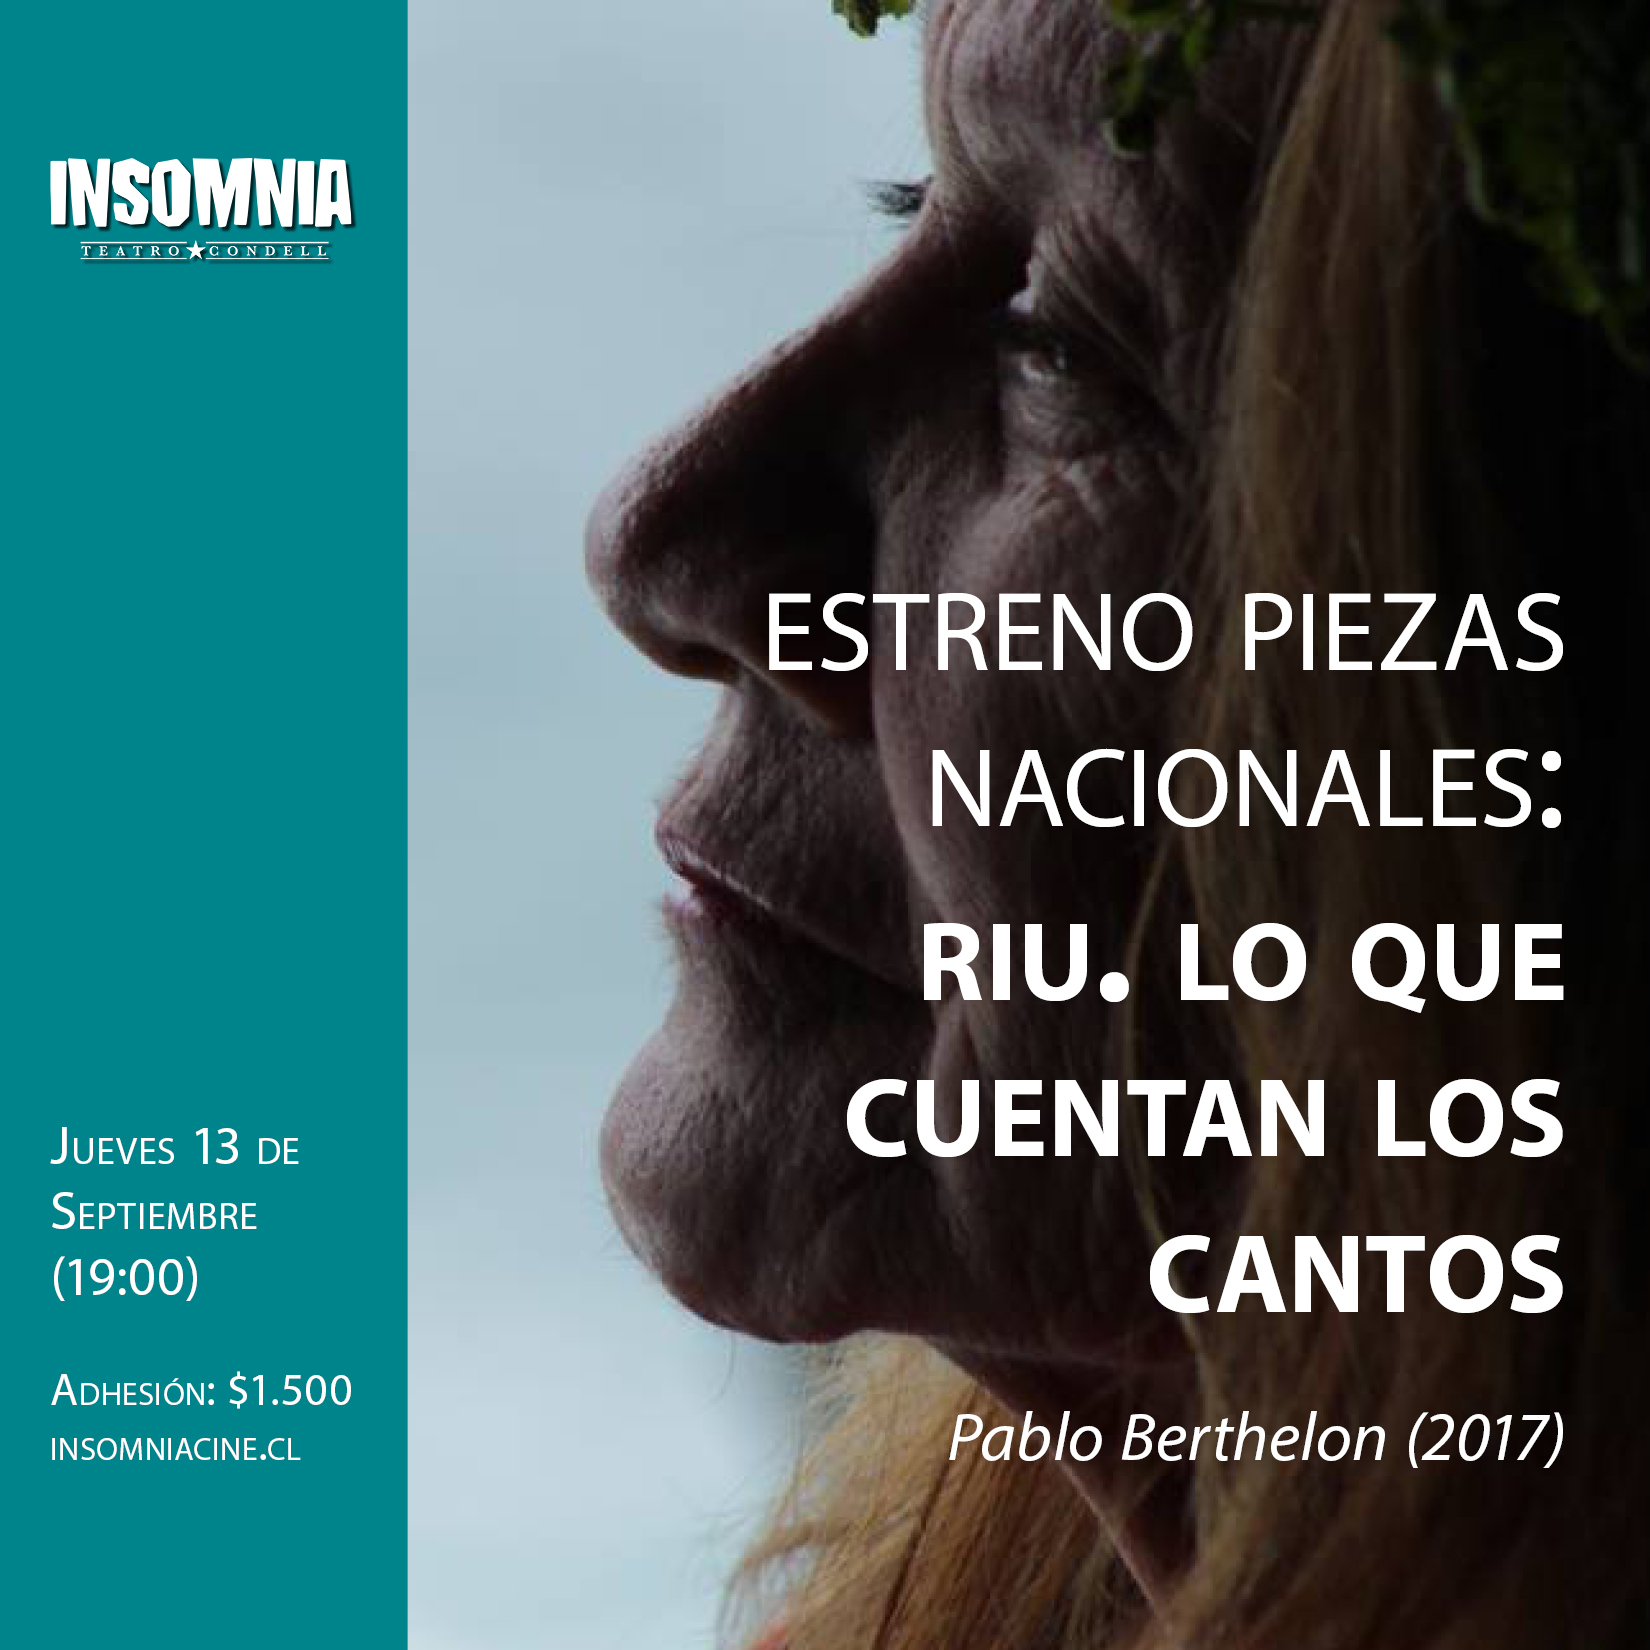 INSOMNIA
TEATRO★CONDELL
ESTRENO PIEZAS
NACIONALES:
RIU. LO QUE
CUENTAN LOS
CANTOS
Pablo Berthelon (2017)
Jueves 13 de
Septiembre
(19:00)
Adhesión: $1.500
insomniacine.cl